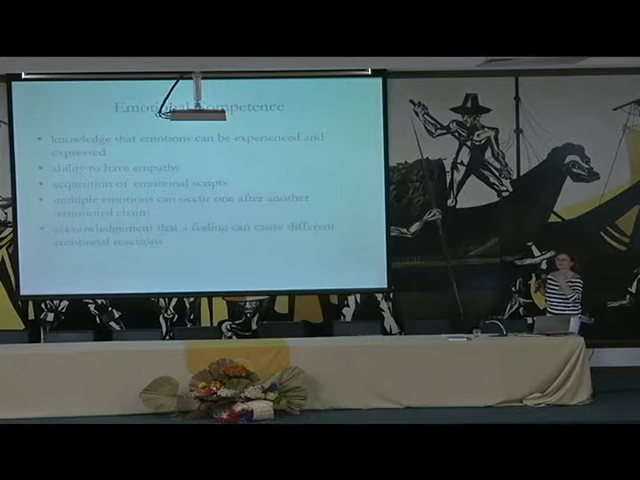 Emotional Competence
• knowledge that emotions can be experienced and
expressed
• ability to have empathy
• acquisition of emotional scripts
• multiple emotions can occur one after another
(emotional chain)
• acknowledgement that a feeling can cause different
emotional reactions